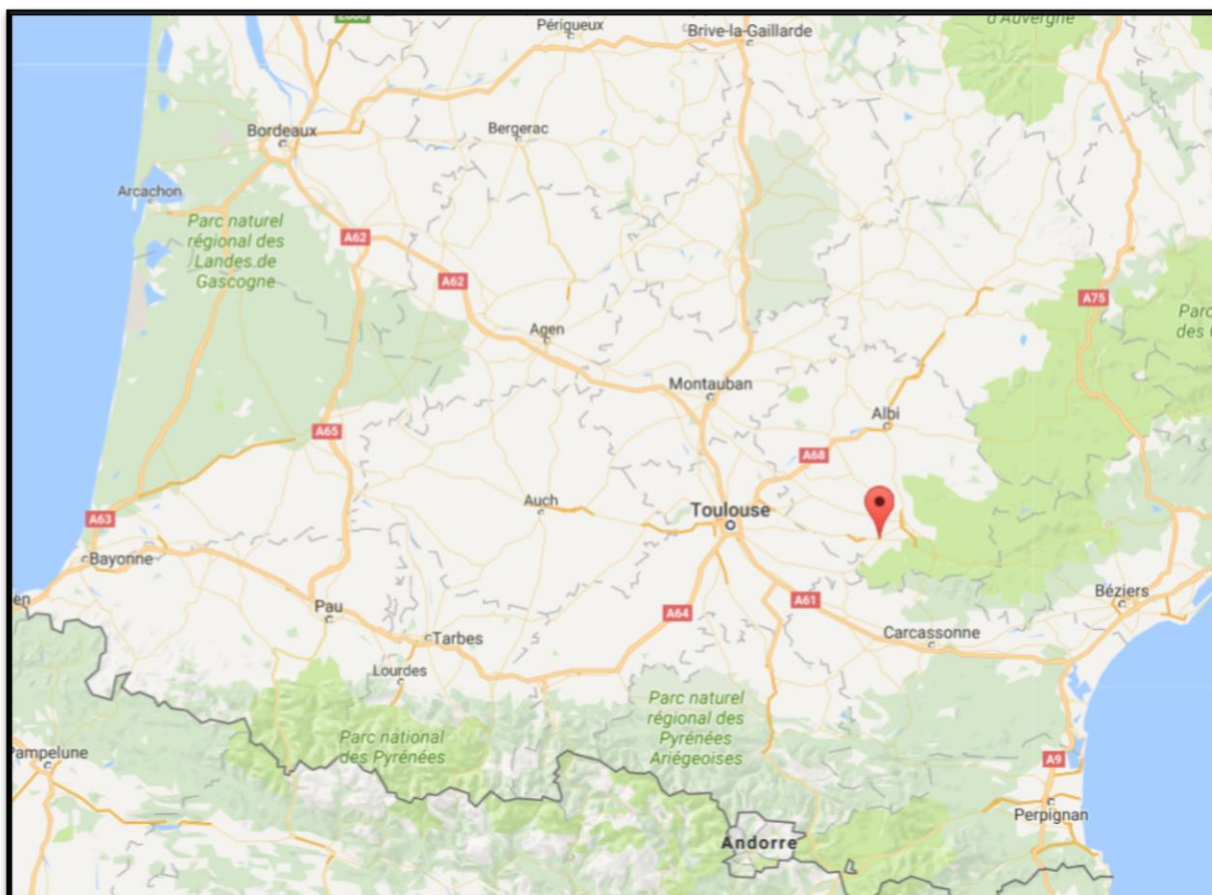 Périgueux
Brive-la-Gaillarde
d'Auvergne
Bordeaux
Bergerac
Arcachon
Parc naturel
régional des
Landes de
Gascogne
A62
A62
A75
Agen
Montauban
Albi
A65
A68
Auch
Toulouse
A63
Bayonne
A61
Béziers
A64
Pau
Tarbes
Carcassonne
Lourdes
Parc naturel
régional des
Pyrénées
Ariégeoises
Parc national
des Pyrénées
Pampelune
A9
Perpignan
Andorre